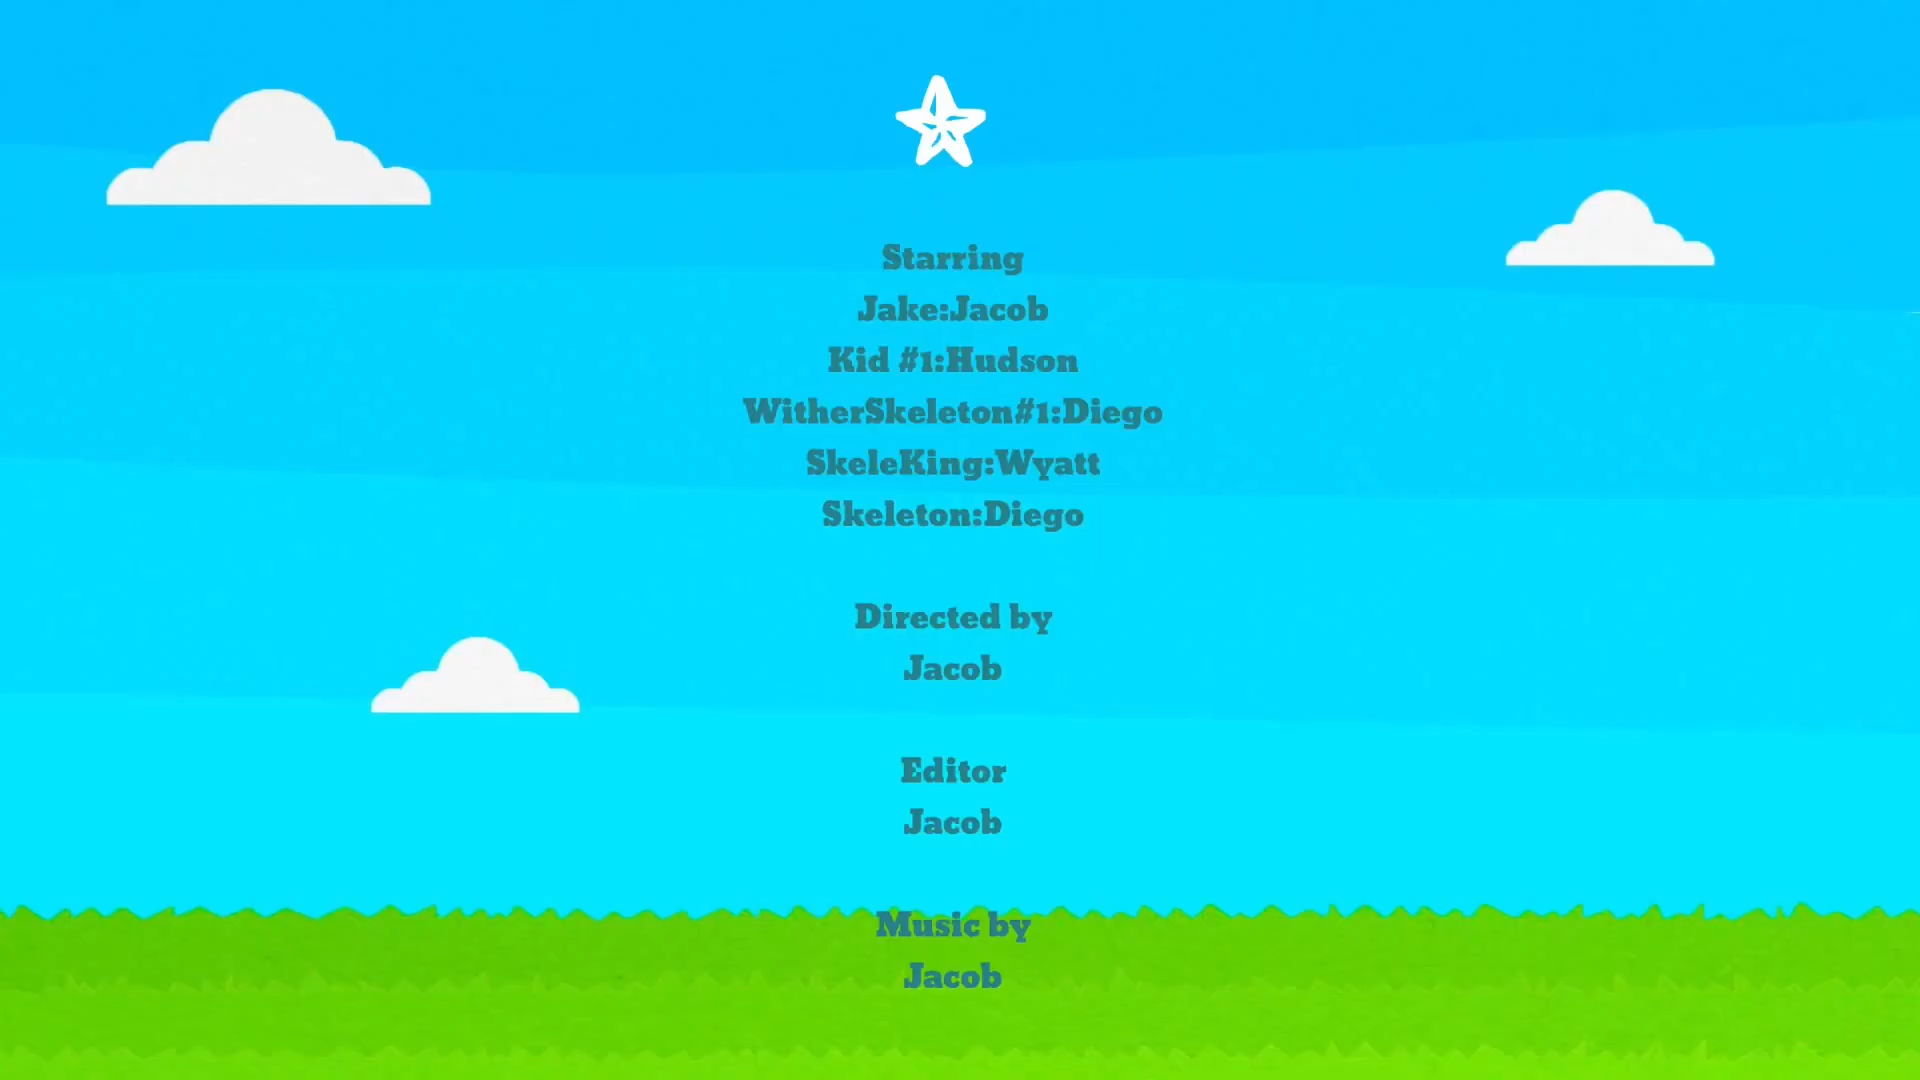 Starring
Jake:Jacob
Kid #1:Hudson
WitherSkeleton#1:Diego
SkeleKing:Wyatt
Skeleton:Diego
Directed by
Jacob
Editor
Jacob
Music by
Jacob